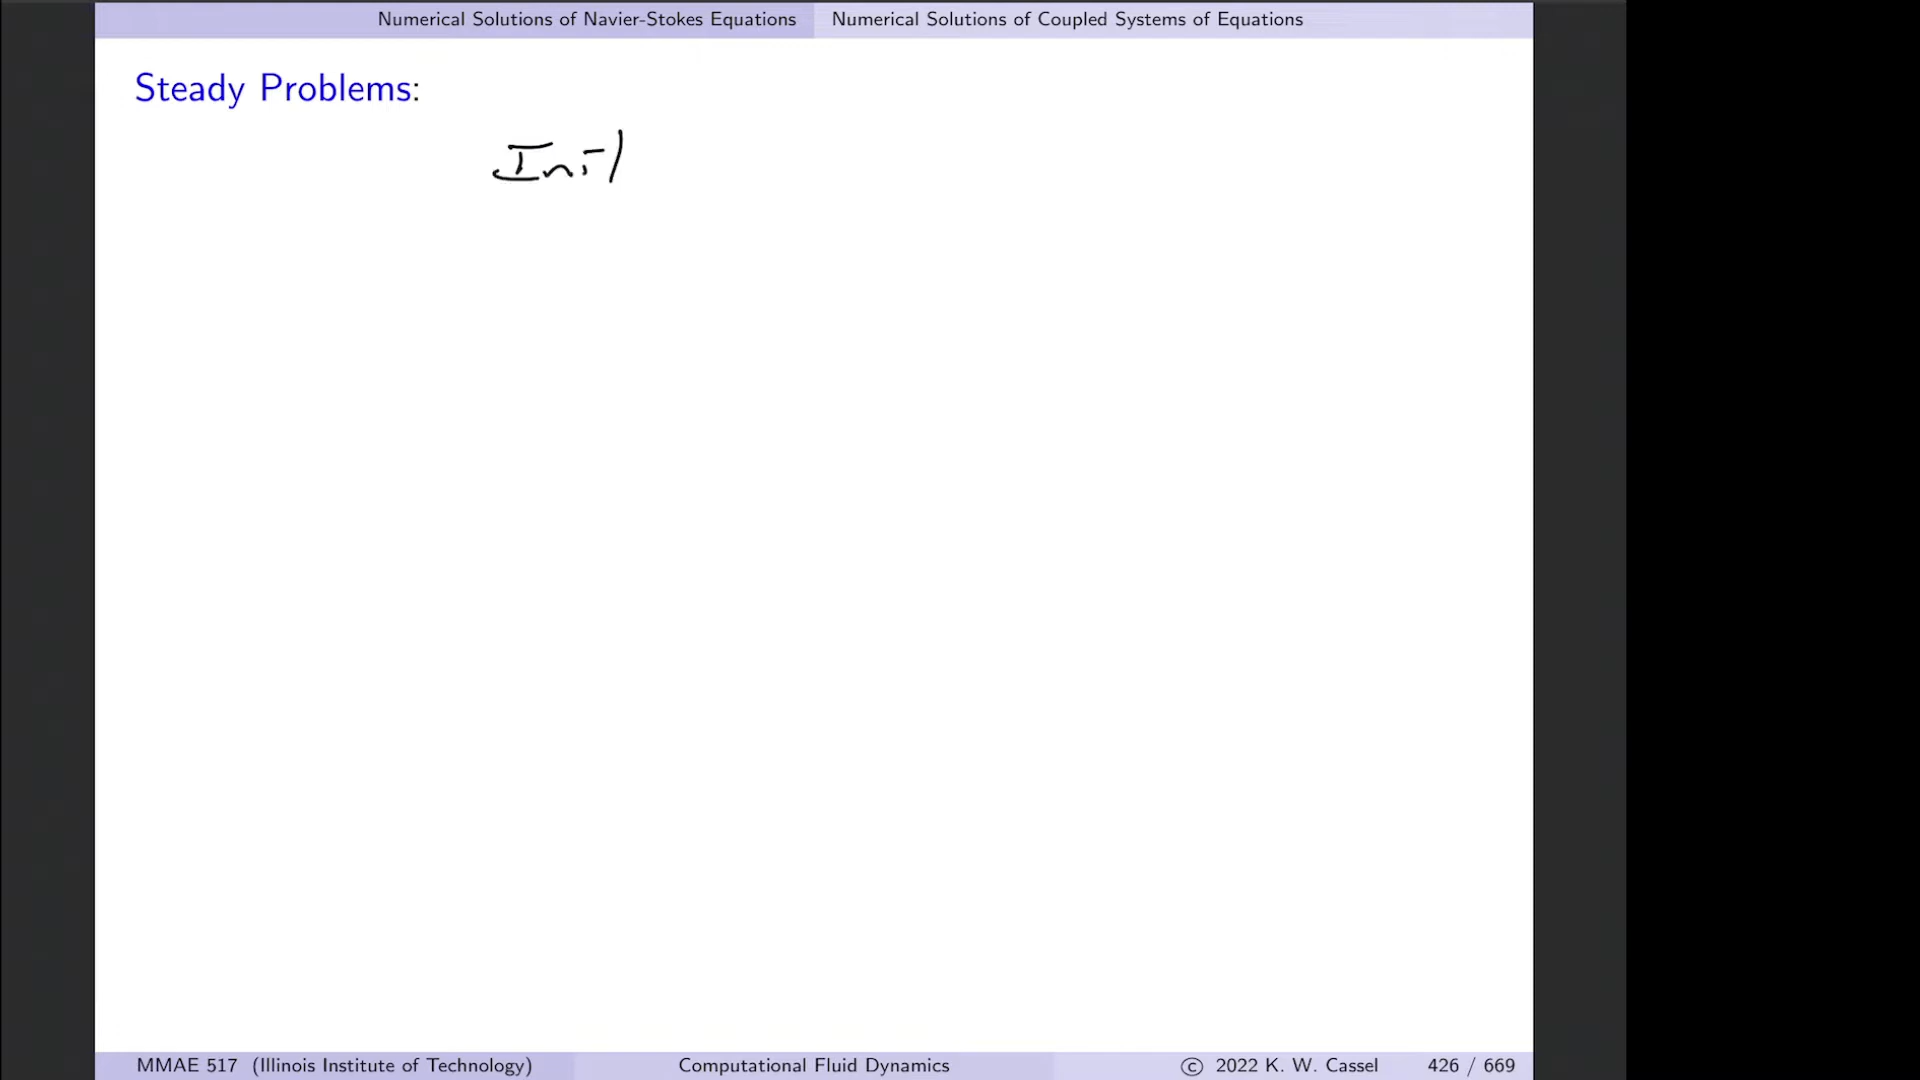 Numerical Solutions of Navier-Stokes Equations Numerical Solutions of Coupled Systems of Equations
Steady Problems:
Init
MMAE 517 (Illinois Institute of Technology) Computational Fluid Dynamics © 2022 K. W. Cassel 426 / 669